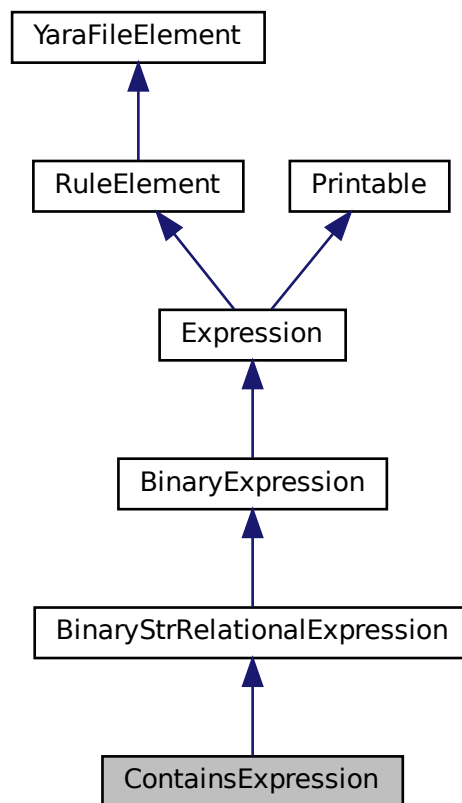 YaraFileElement
RuleElement
Printable
Expression
BinaryExpression
BinaryStrRelationalExpression
ContainsExpression